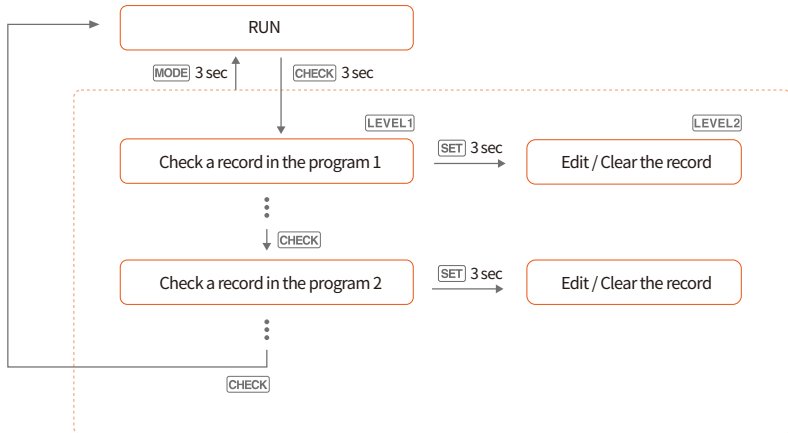 RUN
MODE 3 sec
CHECK 3 sec
LEVEL1
LEVEL2
Check a record in the program 1
SET 3 sec
Edit / Clear the record
CHECK
Check a record in the program 2
SET 3 sec
Edit / Clear the record
CHECK